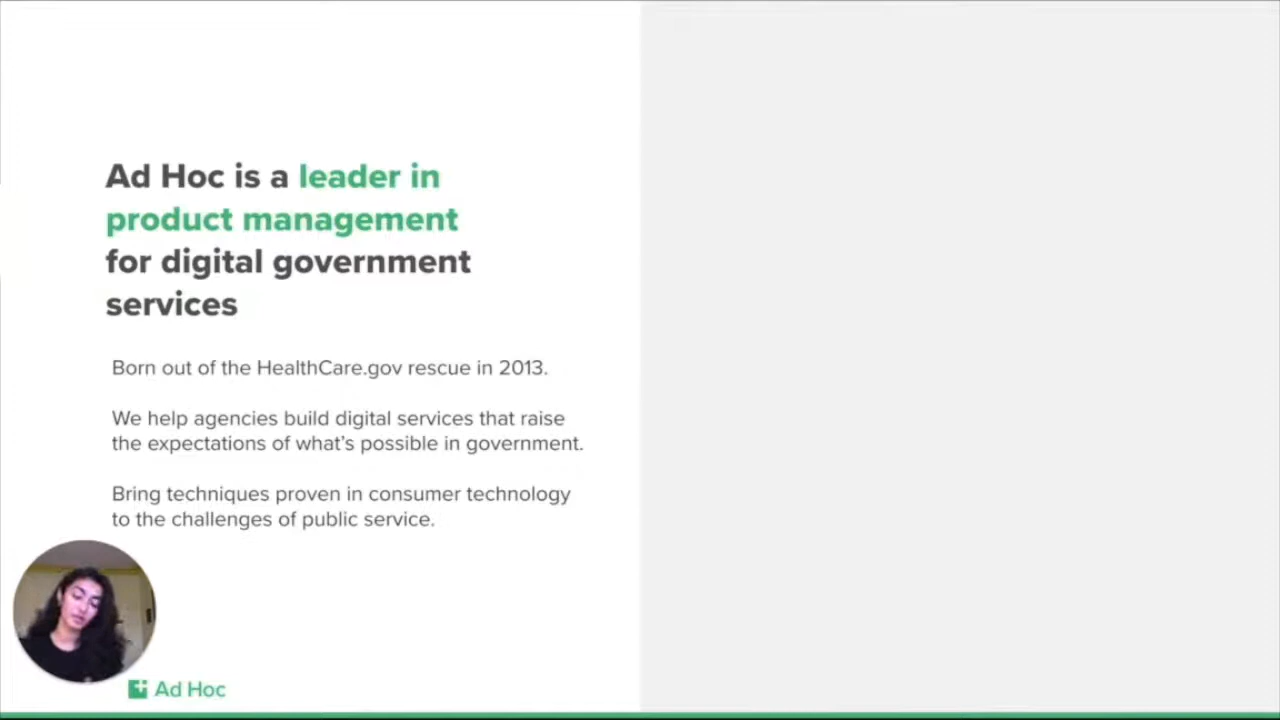 Ad Hoc is a leader in
product management
for digital government
services
Born out of the HealthCare.gov rescue in 2013.
We help agencies build digital services that raise
the expectations of what’s possible in government.
Bring techniques proven in consumer technology
to the challenges of public service.
Ad Hoc